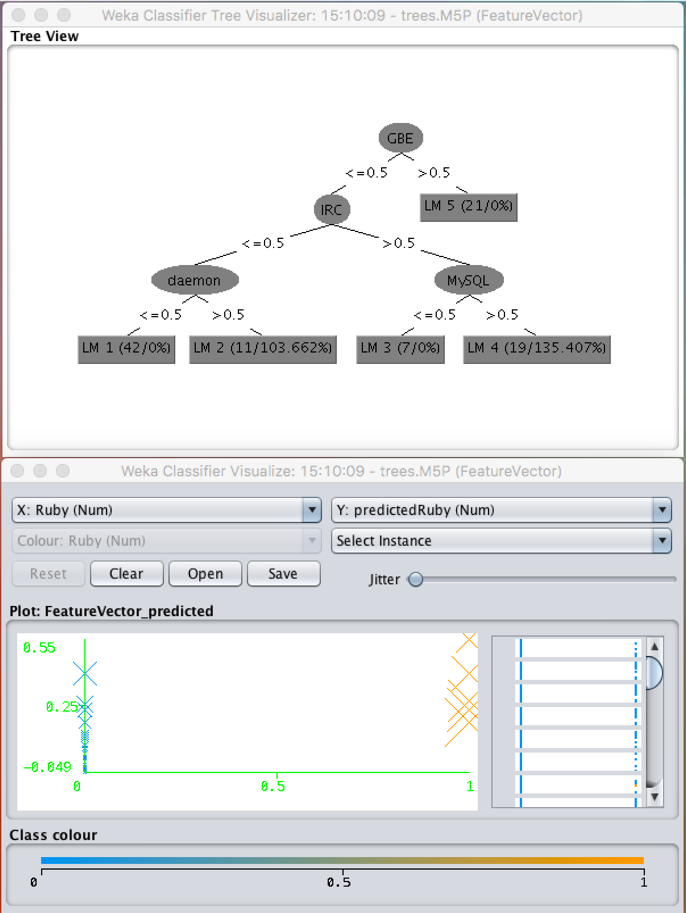 Weka Classifier Tree Visualizer: 15:10:09 - trees.M5P (FeatureVector)
Tree View
GBE
<=0.5 >0.5
IRC LM 5 (21/0%)
<=0.5 >0.5
daemon MySQL
<=0.5 >0.5 <=0.5 >0.5
LM 1 (42/0%) LM 2 (11/103.662%) LM 3 (7/0%) LM 4 (19/135.407%)
Weka Classifier Visualize: 15:10:09 - trees.M5P (FeatureVector)
X: Ruby (Num) Y: predictedRuby (Num)
Colour: Ruby (Num) Select Instance
Reset Clear Open Save Jitter
Plot: FeatureVector_predicted
0.55
0.25
-0.049
0 0.5 1
Class colour
0 0.5 1